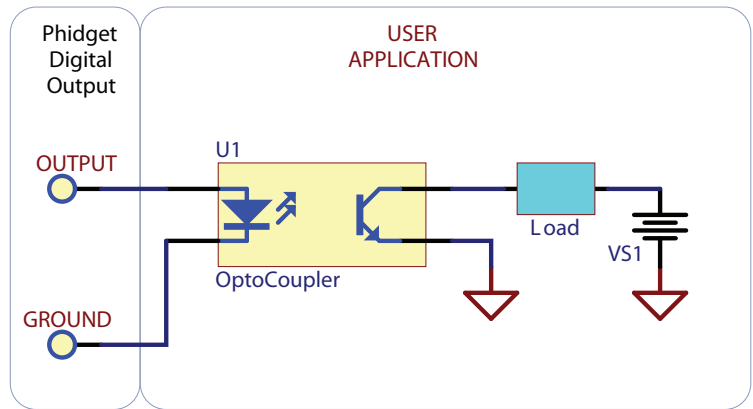 Phidget
Digital
Output
USER
APPLICATION
U1
OUTPUT
Load
VS1
OptoCoupler
GROUND